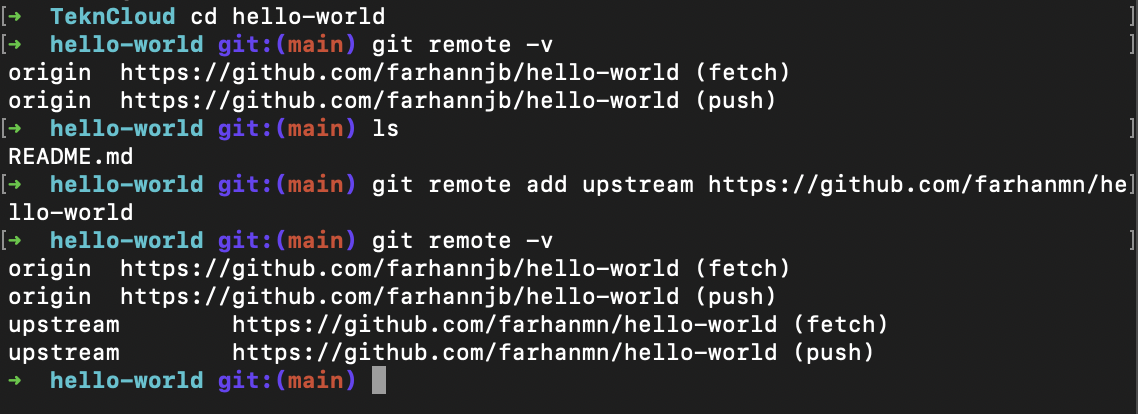 [➜  TeknCloud cd hello-world ]
[➜  hello-world git:(main) git remote -v ]
origin  https://github.com/farhannjb/hello-world (fetch)
origin  https://github.com/farhannjb/hello-world (push)
[➜  hello-world git:(main) ls ]
README.md
[➜  hello-world git:(main) git remote add upstream https://github.com/farhanmn/he]
llo-world
[➜  hello-world git:(main) git remote -v ]
origin  https://github.com/farhannjb/hello-world (fetch)
origin  https://github.com/farhannjb/hello-world (push)
upstream        https://github.com/farhanmn/hello-world (fetch)
upstream        https://github.com/farhanmn/hello-world (push)
➜  hello-world git:(main)